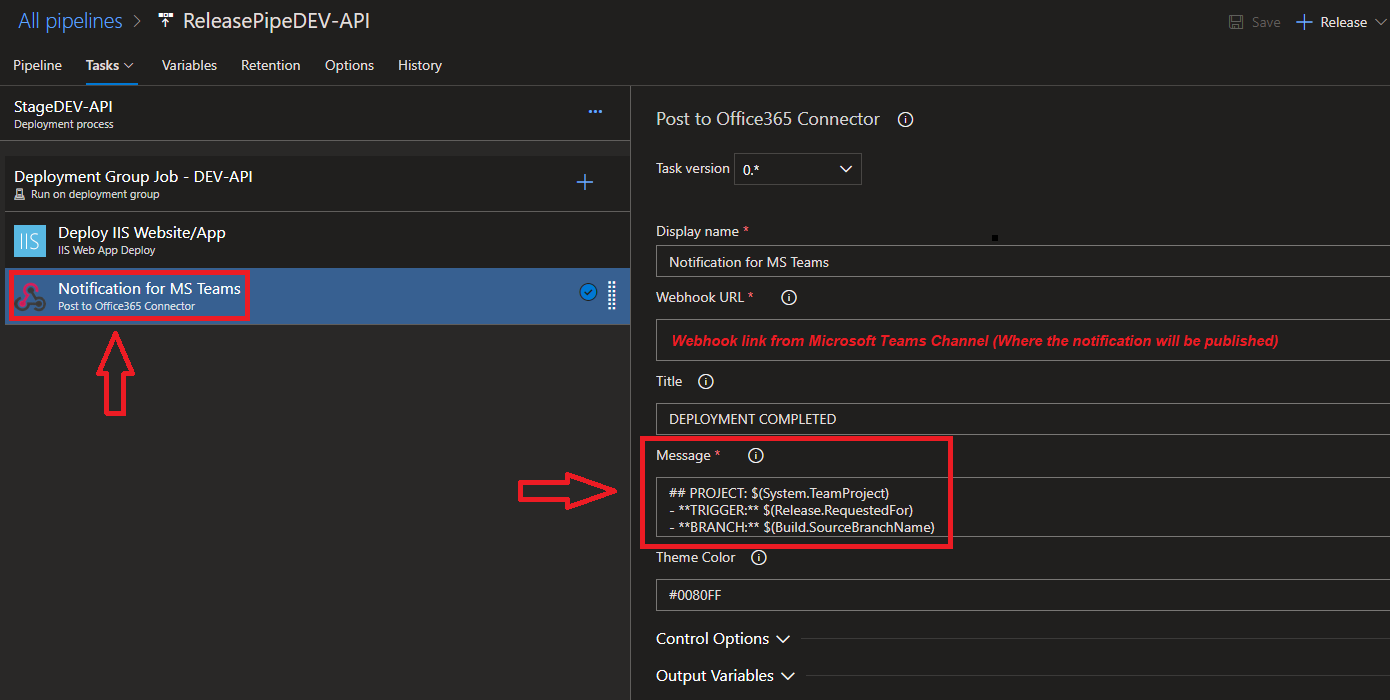 All pipelines > ReleasePipeDEV-API
Save
Release
Pipeline
Tasks
Variables
Retention
Options
History
StageDEV-API
Deployment process
...
Deployment Group Job - DEV-API
Run on deployment group
IIS
Deploy IIS Website/App
IIS Web App Deploy
Notification for MS Teams
Post to Office365 Connector
Post to Office365 Connector
Task version
0.*
Display name *
Notification for MS Teams
Webhook URL *
Webhook link from Microsoft Teams Channel (Where the notification will be published)
Title
DEPLOYMENT COMPLETED
Message *
## PROJECT: $(System.TeamProject)
- **TRIGGER:** $(Release.RequestedFor)
- **BRANCH:** $(Build.SourceBranchName)
Theme Color
#0080FF
Control Options
Output Variables